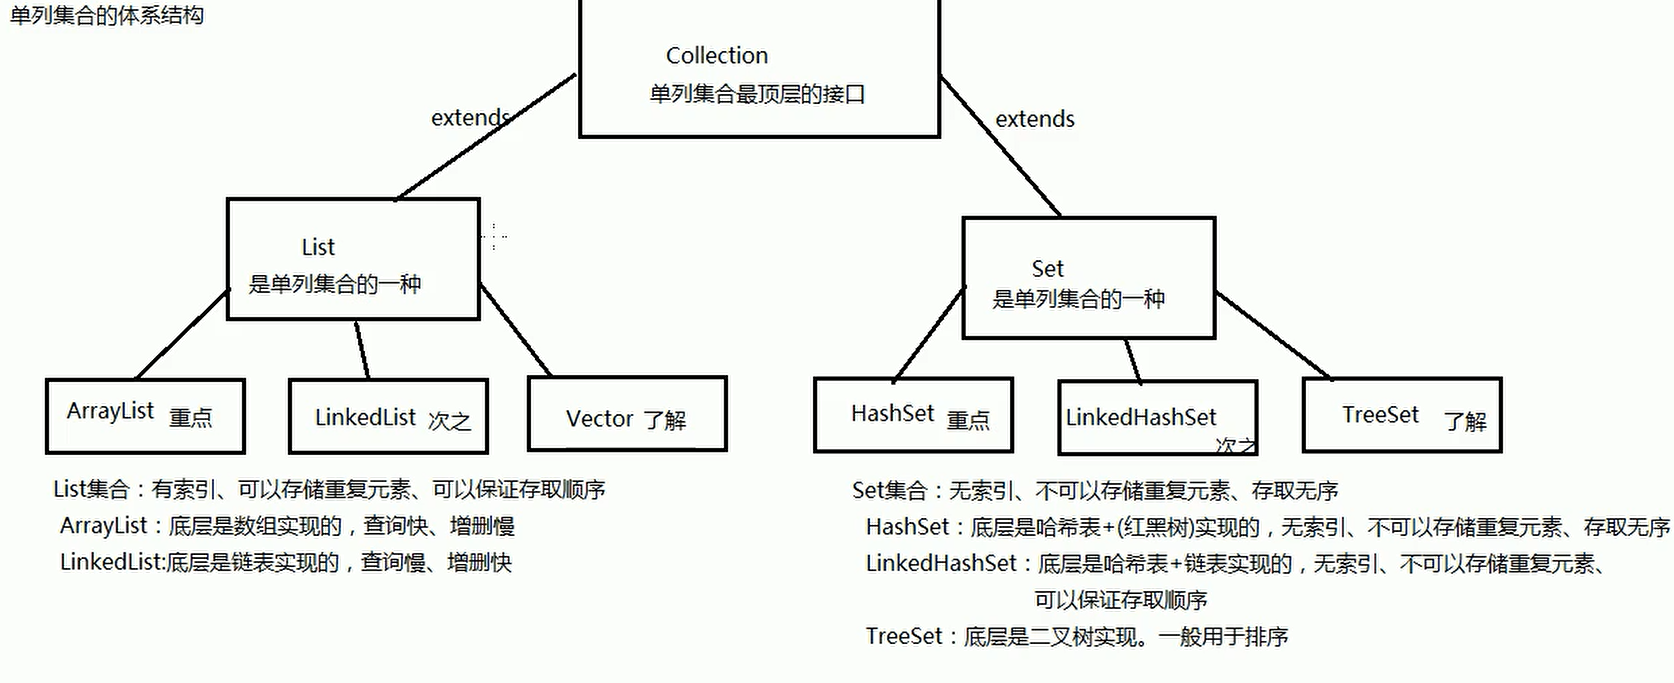 单列集合的体系结构
Collection
单列集合最顶层的接口
extends
extends
List
是单列集合的一种
Set
是单列集合的一种
ArrayList 重点
LinkedList 次之
Vector 了解
HashSet 重点
LinkedHashSet
次之
TreeSet 了解
List集合：有索引、可以存储重复元素、可以保证存取顺序
ArrayList：底层是数组实现的，查询快、增删慢
LinkedList:底层是链表实现的，查询慢、增删快
Set集合：无索引、不可以存储重复元素、存取无序
HashSet：底层是哈希表+(红黑树)实现的，无索引、不可以存储重复元素、存取无序
LinkedHashSet：底层是哈希表+链表实现的，无索引、不可以存储重复元素、
可以保证存取顺序
TreeSet：底层是二叉树实现。一般用于排序